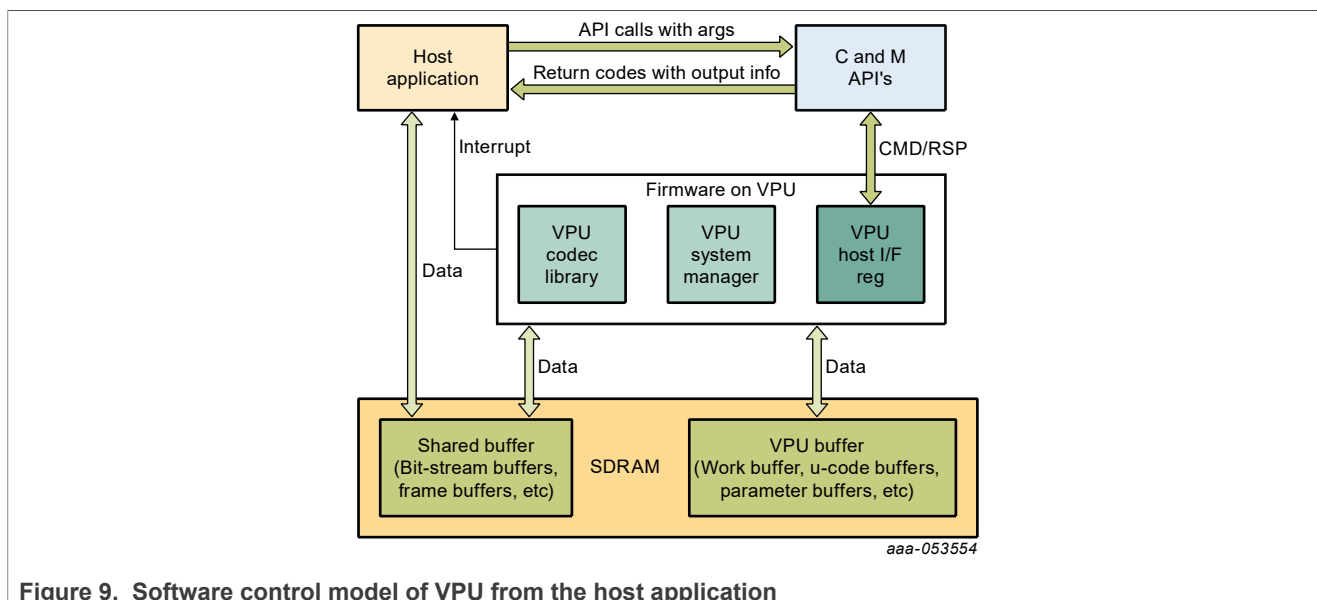 API calls with args
Host
application
C and M
API's
Return codes with output info
Interrupt
CMD/RSP
Firmware on VPU
VPU
codec
library
VPU
system
manager
VPU
host I/F
reg
Data
Data
Data
Shared buffer
(Bit-stream buffers,
frame buffers, etc)
SDRAM
VPU buffer
(Work buffer, u-code buffers,
parameter buffers, etc)
aaa-053554
Figure 9. Software control model of VPU from the host application